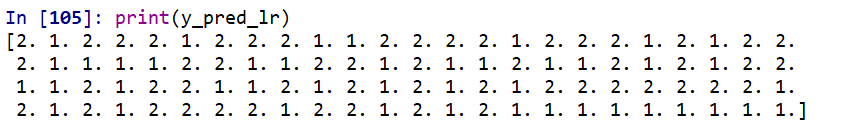 In [105]: print(y_pred_lr)
[2. 1. 2. 2. 2. 1. 2. 2. 2. 1. 1. 2. 2. 2. 2. 1. 2. 2. 2. 1. 2. 1. 2. 2.
2. 1. 1. 1. 1. 2. 2. 1. 1. 2. 2. 1. 2. 1. 1. 2. 1. 2. 1. 1. 2. 1. 2. 2.
1. 1. 2. 1. 2. 2. 1. 1. 2. 1. 2. 1. 2. 1. 2. 1. 2. 2. 2. 2. 2. 2. 2. 1.
2. 1. 2. 1. 2. 2. 2. 2. 1. 2. 2. 1. 2. 1. 2. 1. 1. 1. 1. 1. 1. 1. 1. 1.]